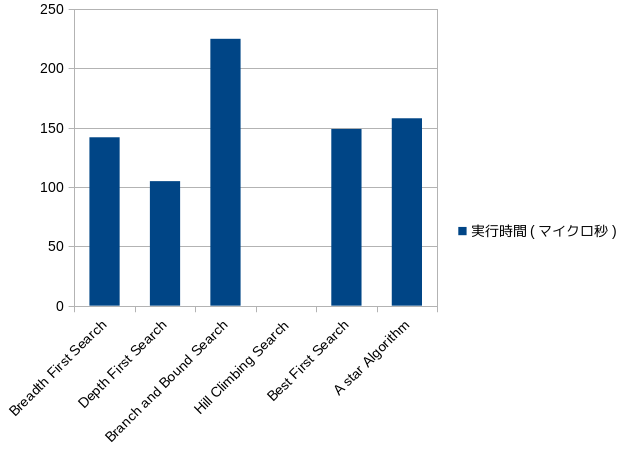 250
200
150
100
50
0
Breadth First Search
Depth First Search
Branch and Bound Search
Hill Climbing Search
Best First Search
A star Algorithm
実行時間 ( マイクロ秒 )